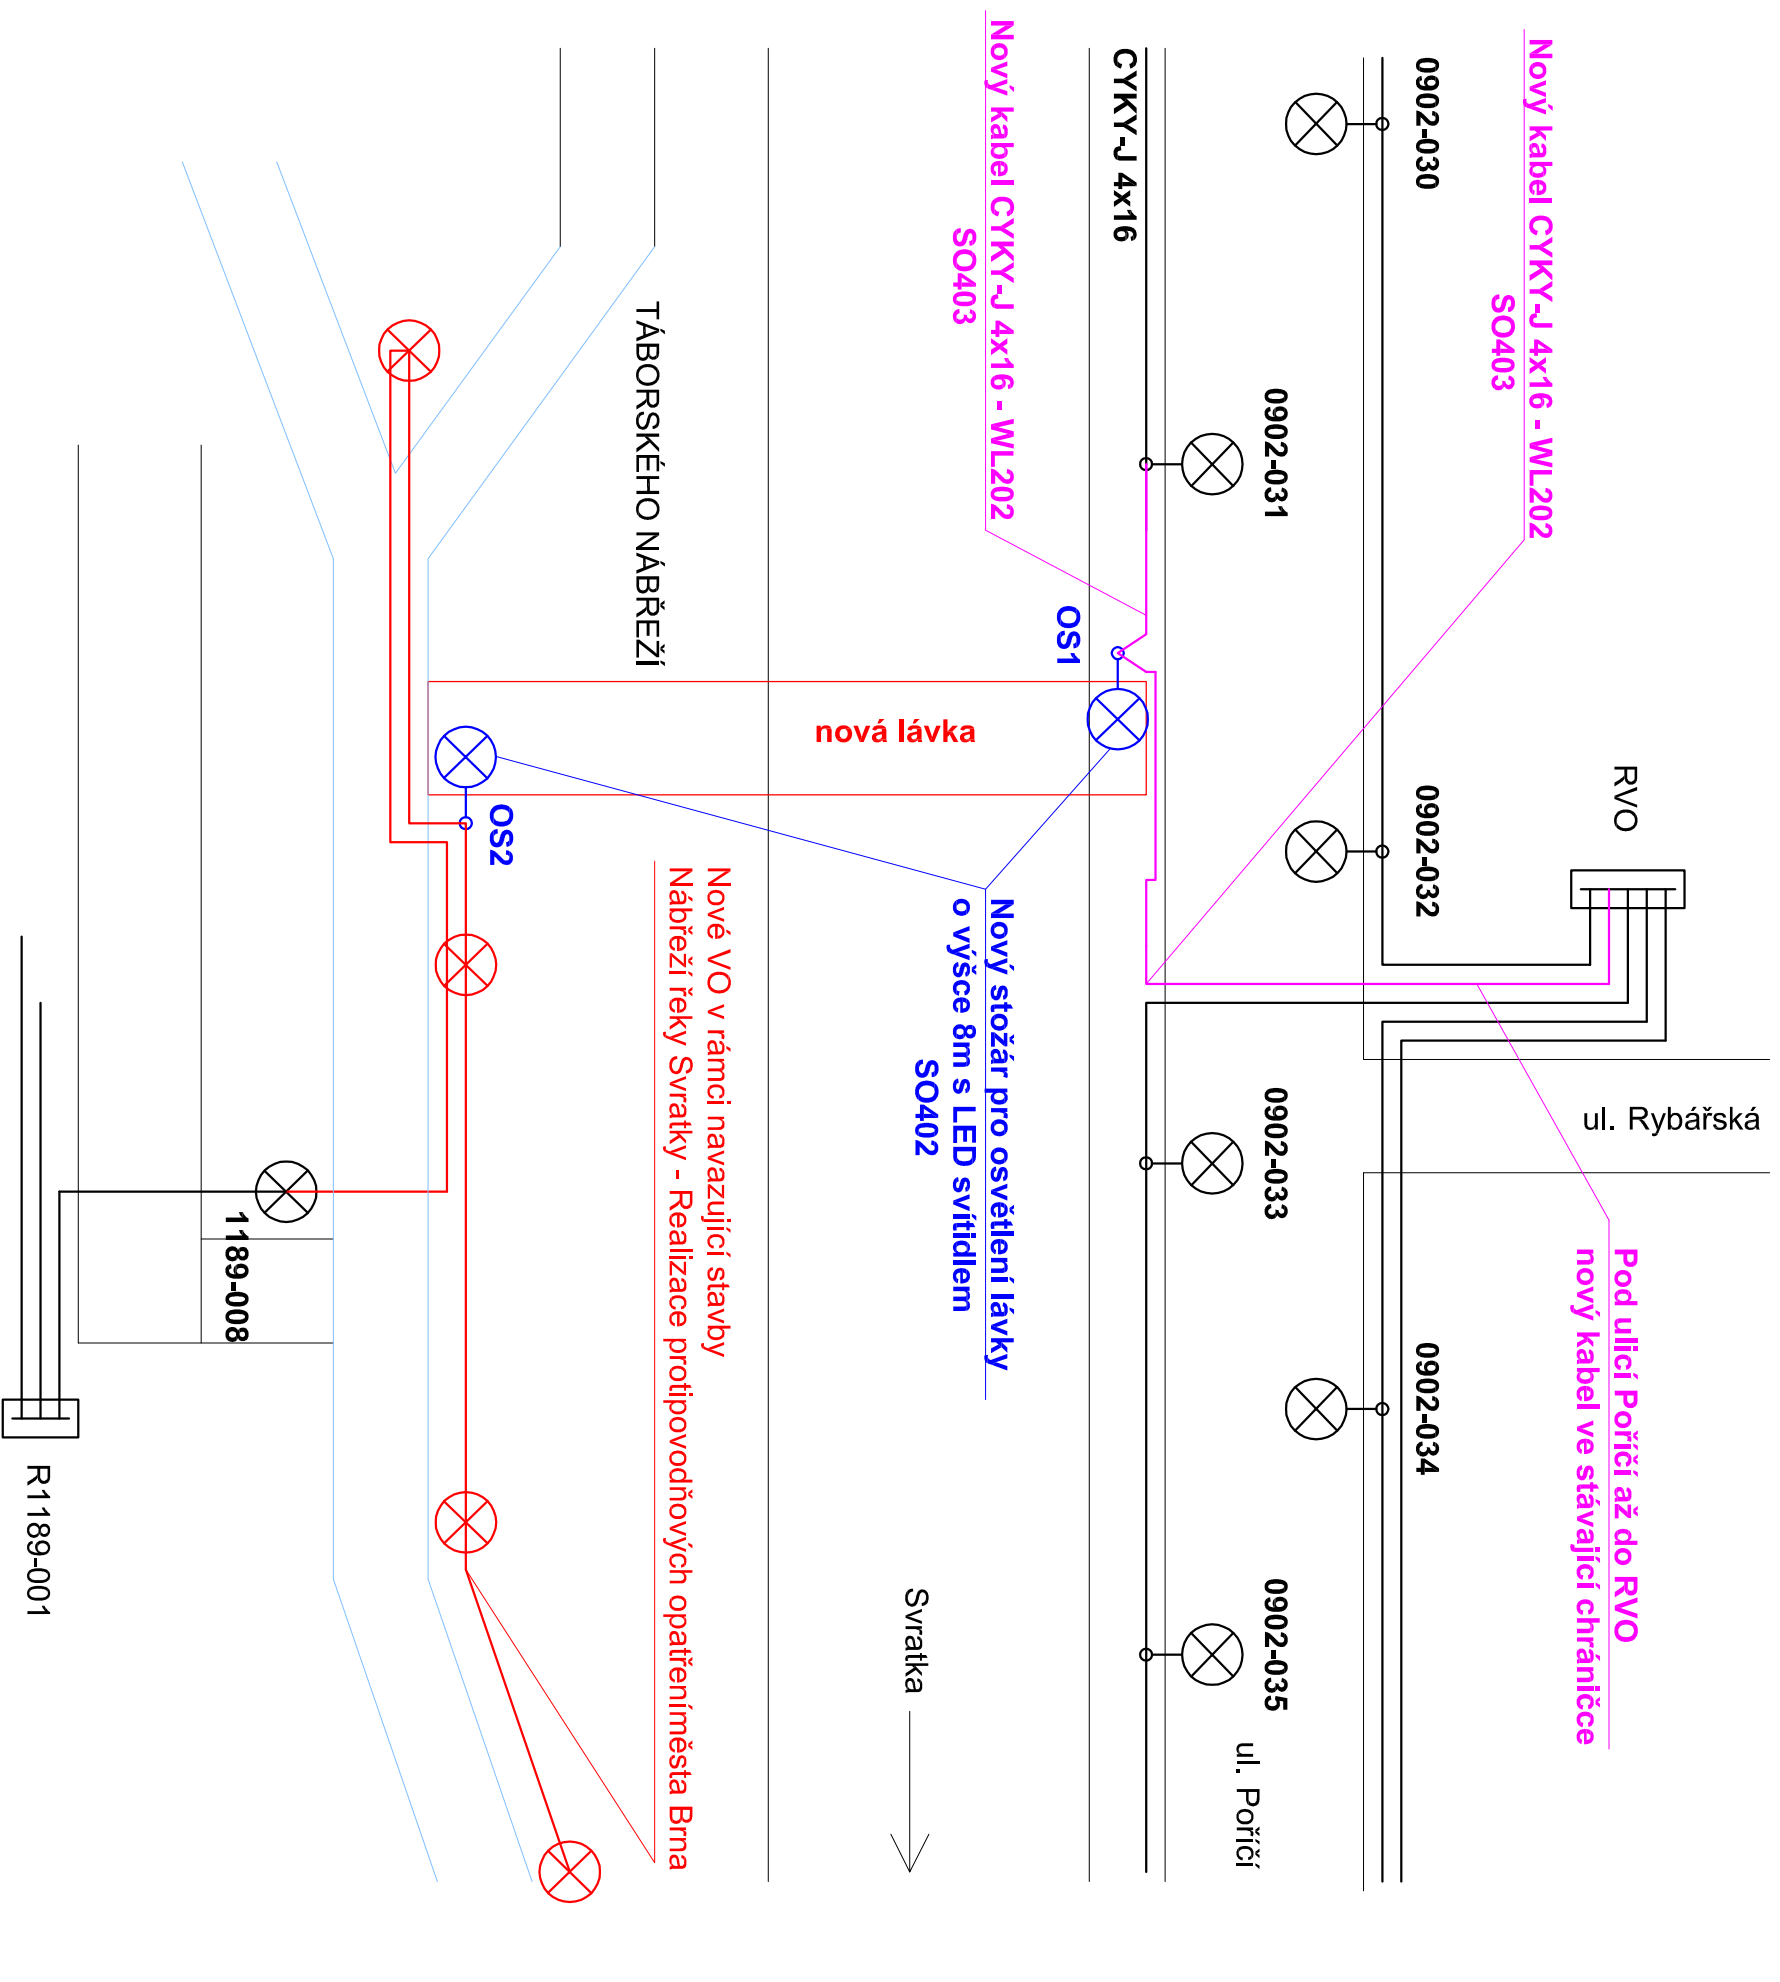 0902-030
Nový kabel CYKY-J 4x16 - WL202
SO403
CYKY-J 4x16
Nový kabel CYKY-J 4x16 - WL202
SO403
0902-031
0902-032
RVO
ul. Rybářská
Pod ulicí Poříčí až do RVO
nový kabel ve stávající chráničce
0902-033
0902-034
0902-035
ul. Poříčí
OS1
nová lávka
OS2
Nový stožár pro osvětlení lávky
o výšce 8m s LED svítidlem
SO402
Svratka
TÁBORSKÉHO NÁBŘEŽÍ
Nové VO v rámci navazující stavby
Nábřeží řeky Svratky - Realizace protipovodňových opatřeníměsta Brna
1189-008
R1189-001